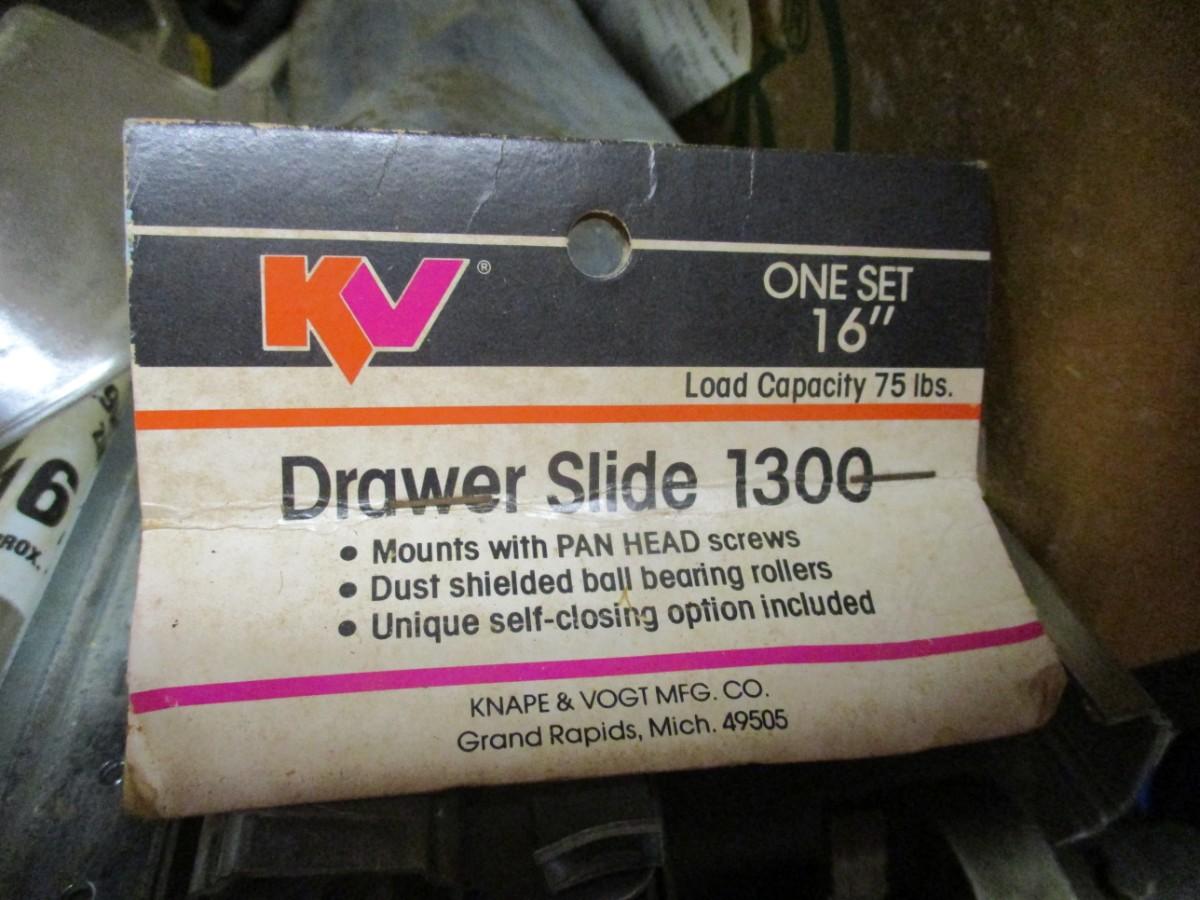 KV®
ONE SET
16”
Load Capacity 75 lbs.
Drawer Slide 1300
• Mounts with PAN HEAD screws
• Dust shielded ball bearing rollers
• Unique self-closing option included
KNAPE & VOGT MFG. CO.
Grand Rapids, Mich. 49505
16